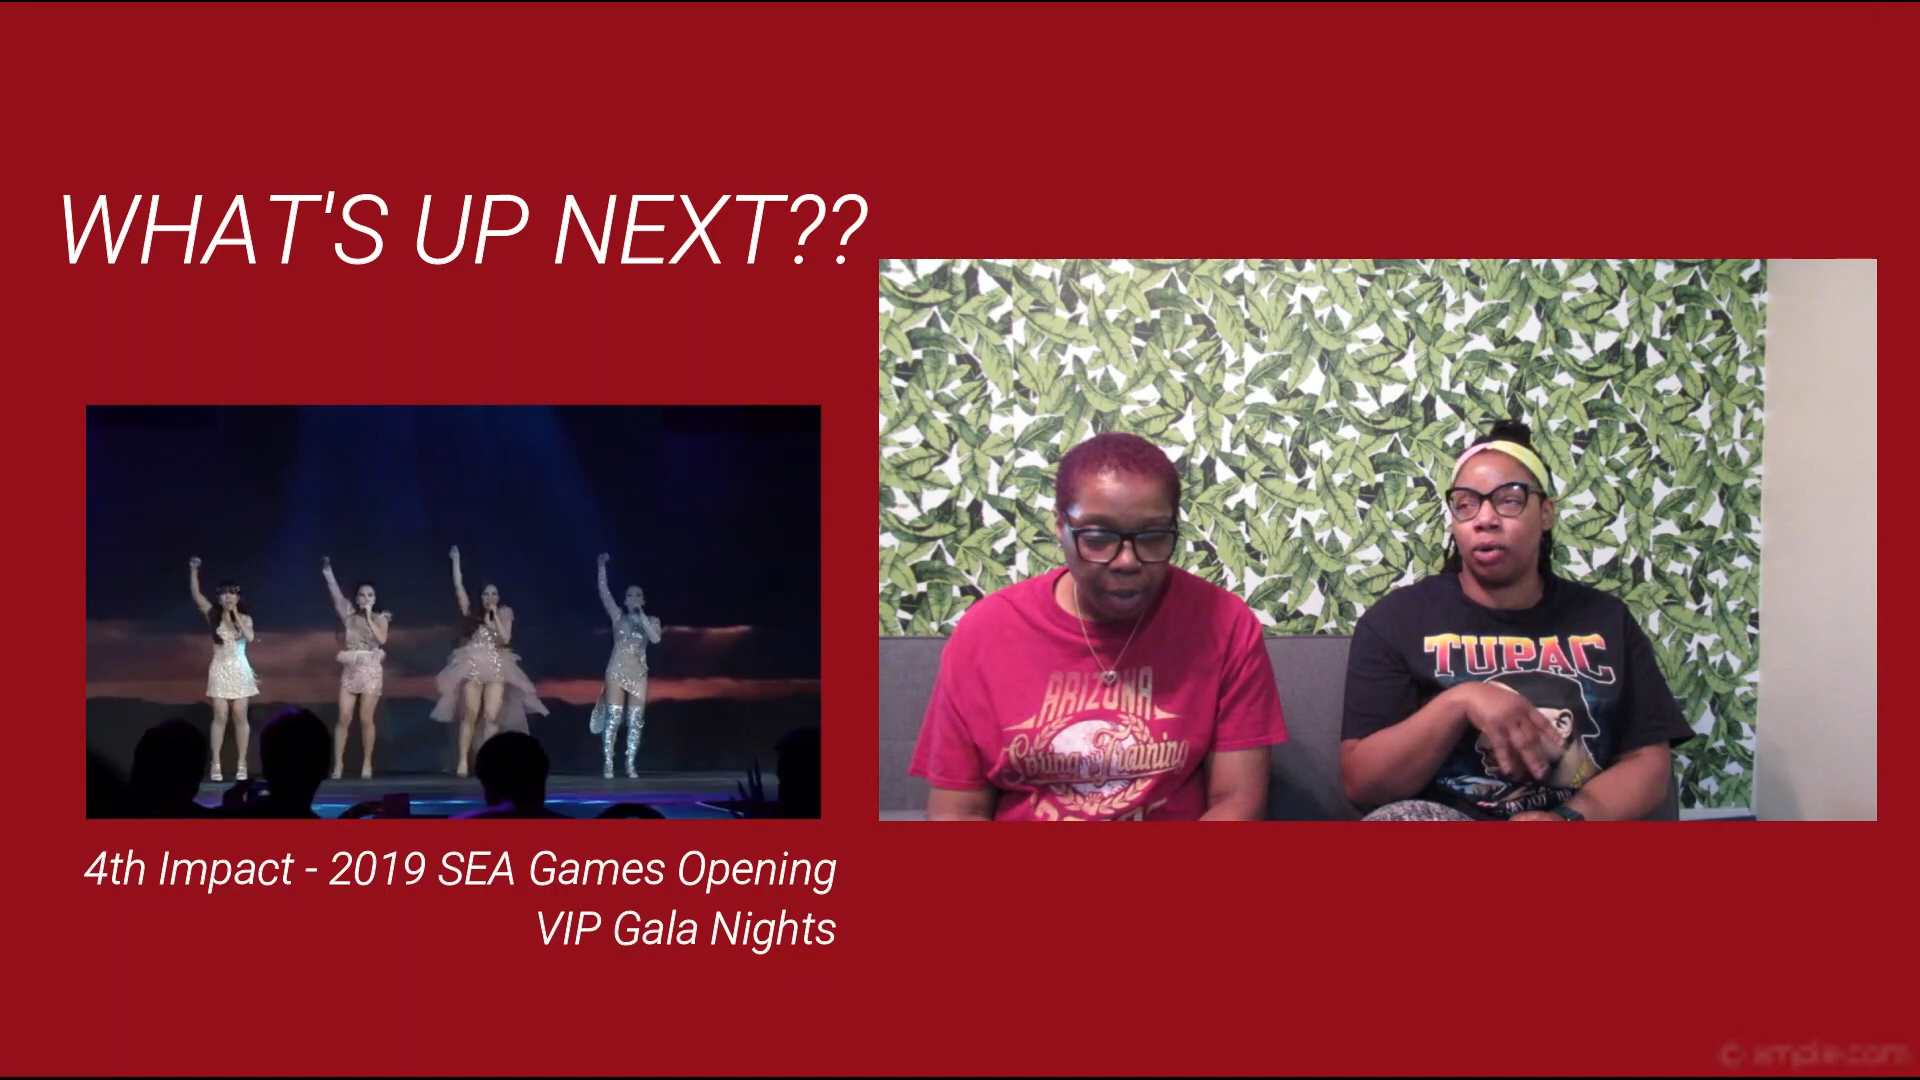 WHAT'S UP NEXT??
4th Impact - 2019 SEA Games Opening
VIP Gala Nights
ARIZONA
Spring Training
TUPAC